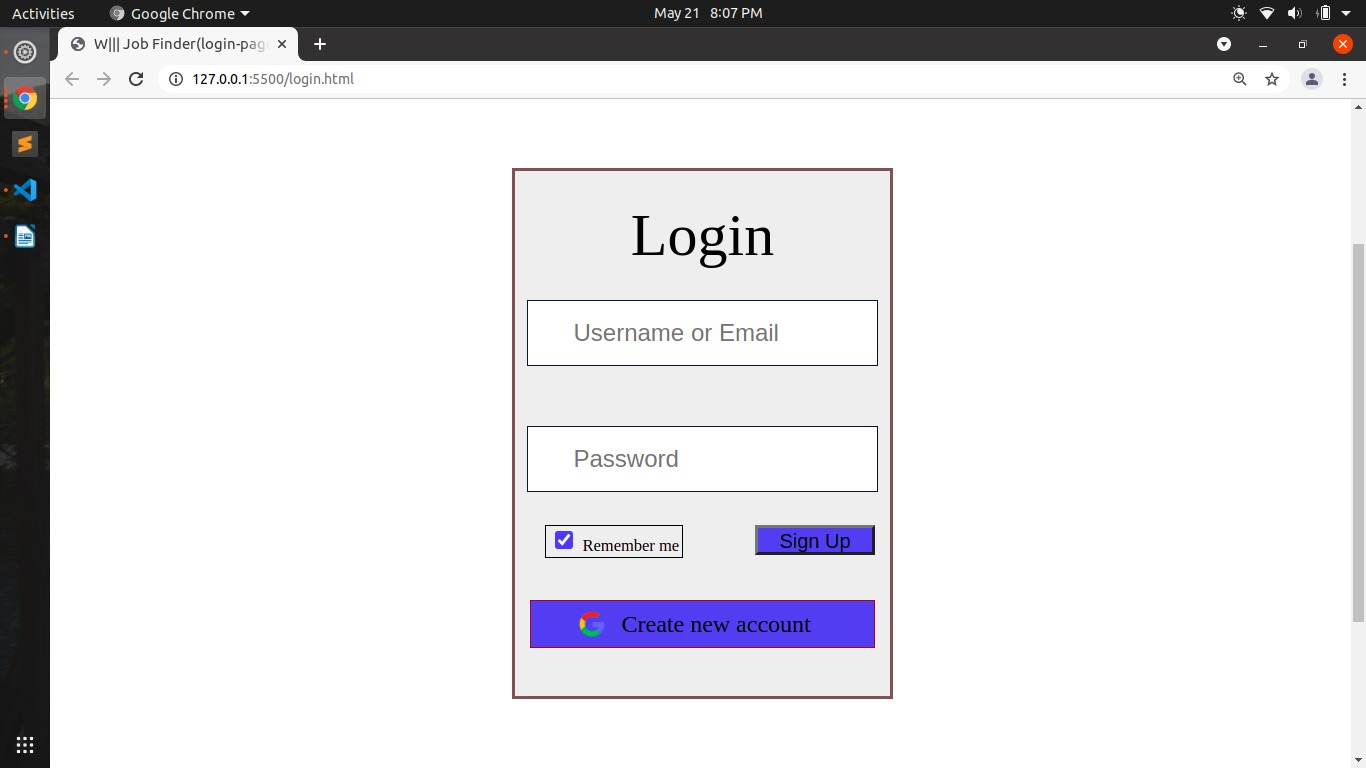 Activities Google Chrome May 21 8:07 PM
W||| Job Finder(login-pag
127.0.0.1:5500/login.html
Login
Username or Email
Password
Remember me Sign Up
Create new account